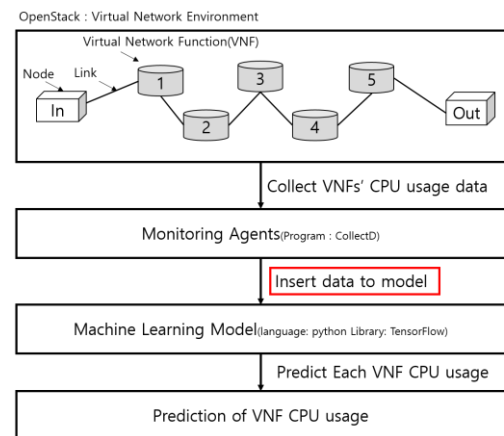 OpenStack : Virtual Network Environment
Virtual Network Function(VNF)
Node
Link
In
1
2
3
4
5
Out
Collect VNFs' CPU usage data
Monitoring Agents(Program : CollectD)
Insert data to model
Machine Learning Model(language: python Library: TensorFlow)
Predict Each VNF CPU usage
Prediction of VNF CPU usage